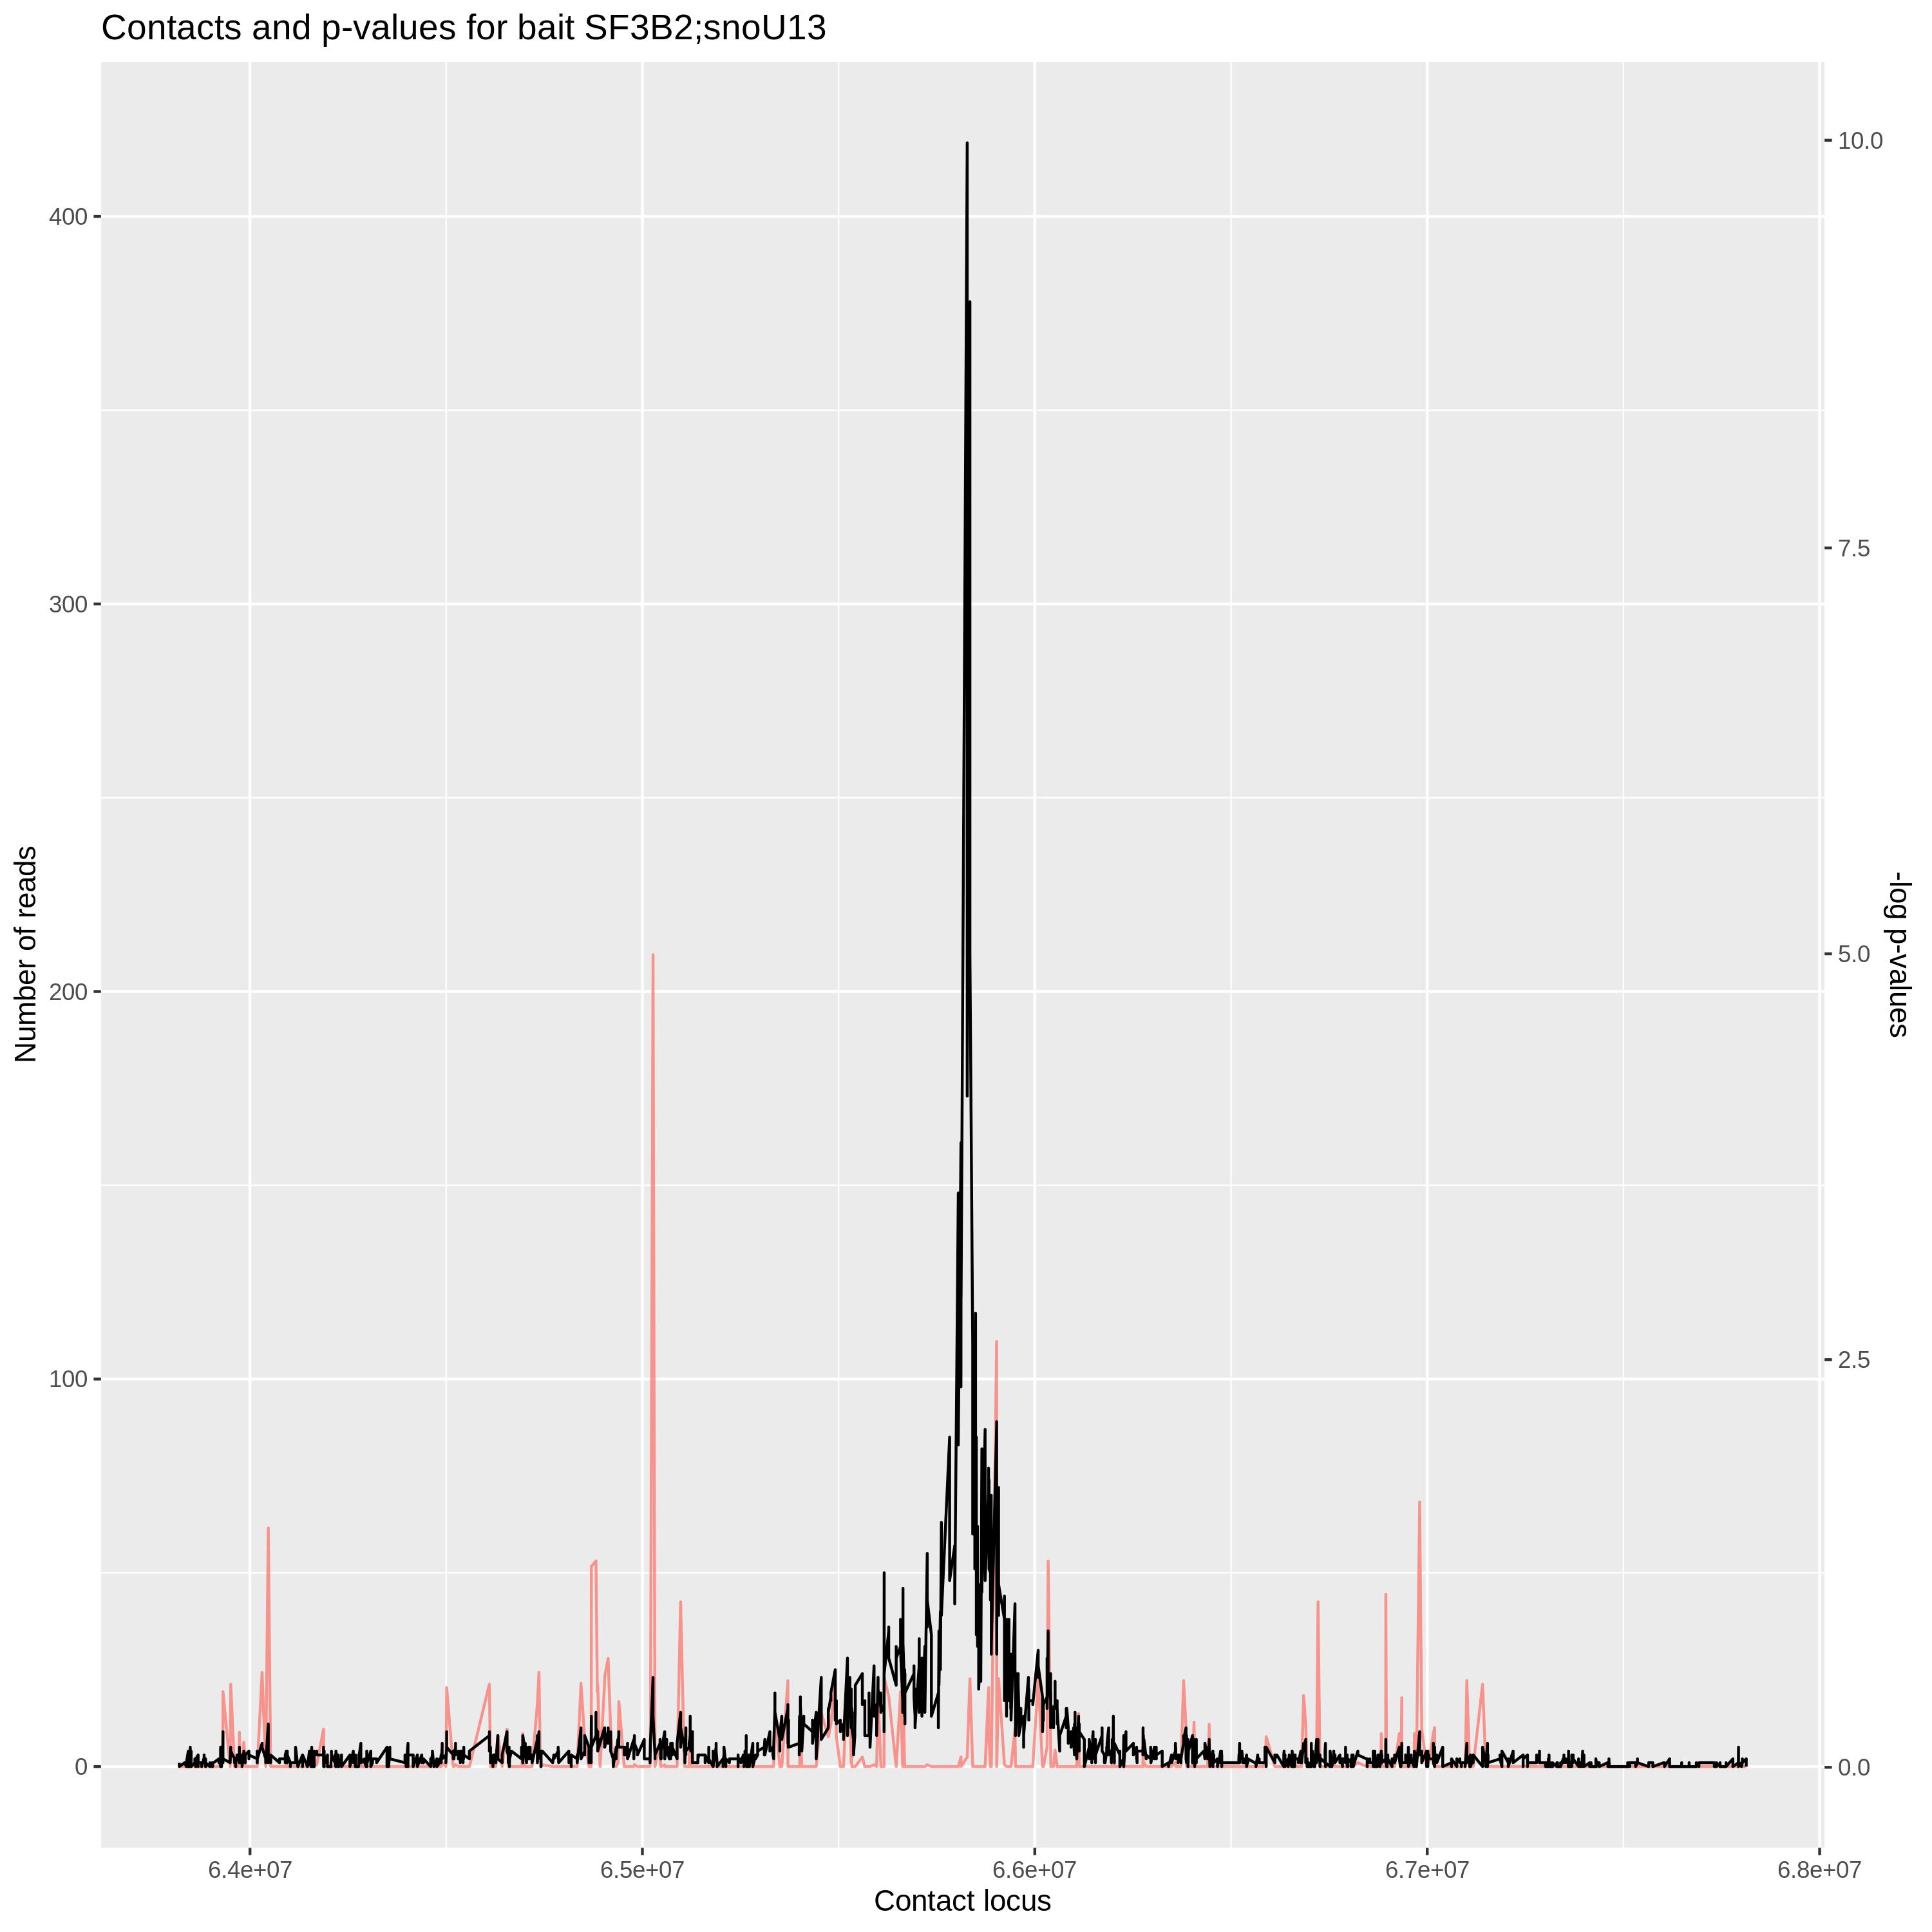 Contacts and p-values for bait SF3B2;snoU13
Number of reads
400
300
200
100
0
10.0
7.5
5.0
2.5
0.0
-log p-values
6.4e+07
6.5e+07
6.6e+07
6.7e+07
6.8e+07
Contact locus